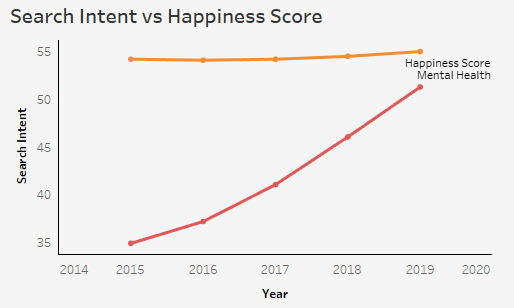 Search Intent vs Happiness Score
55
50
45
40
35
Search Intent
Happiness Score
Mental Health
2014 2015 2016 2017 2018 2019 2020
Year